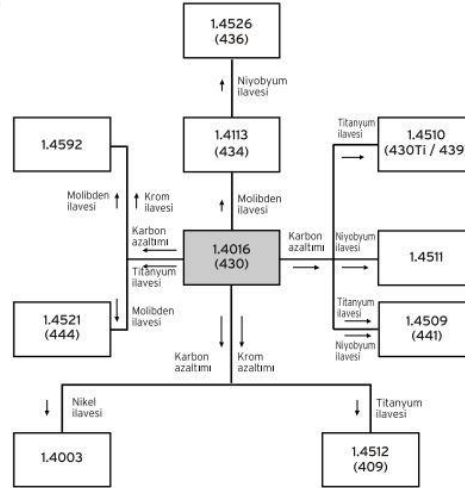 1.4526
(436)
Niyobyum
ilavesi
1.4592
1.4113
(434)
Titanyum
ilavesi
1.4510
(430Ti / 439)
Molibden
ilavesi
Krom
ilavesi
Molibden
ilavesi
Karbon
azaltımı
1.4016
(430)
Karbon
azaltımı
Niyobyum
ilavesi
1.4511
Titanyum
ilavesi
1.4521
(444)
Molibden
ilavesi
Titanyum
ilavesi
1.4509
(441)
Niyobyum
ilavesi
Karbon
azaltımı
Krom
azaltımı
Nikel
ilavesi
Titanyum
ilavesi
1.4003
1.4512
(409)